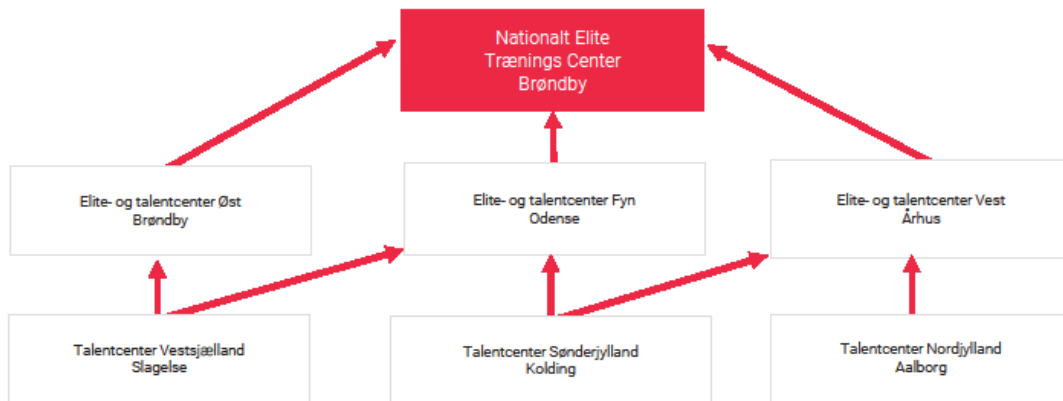 Nationalt Elite
Trænings Center
Brøndby
Elite- og talentcenter Øst
Brøndby
Elite- og talentcenter Fyn
Odense
Elite- og talentcenter Vest
Århus
Talentcenter Vestsjælland
Slagelse
Talentcenter Sønderjylland
Kolding
Talentcenter Nordjylland
Aalborg